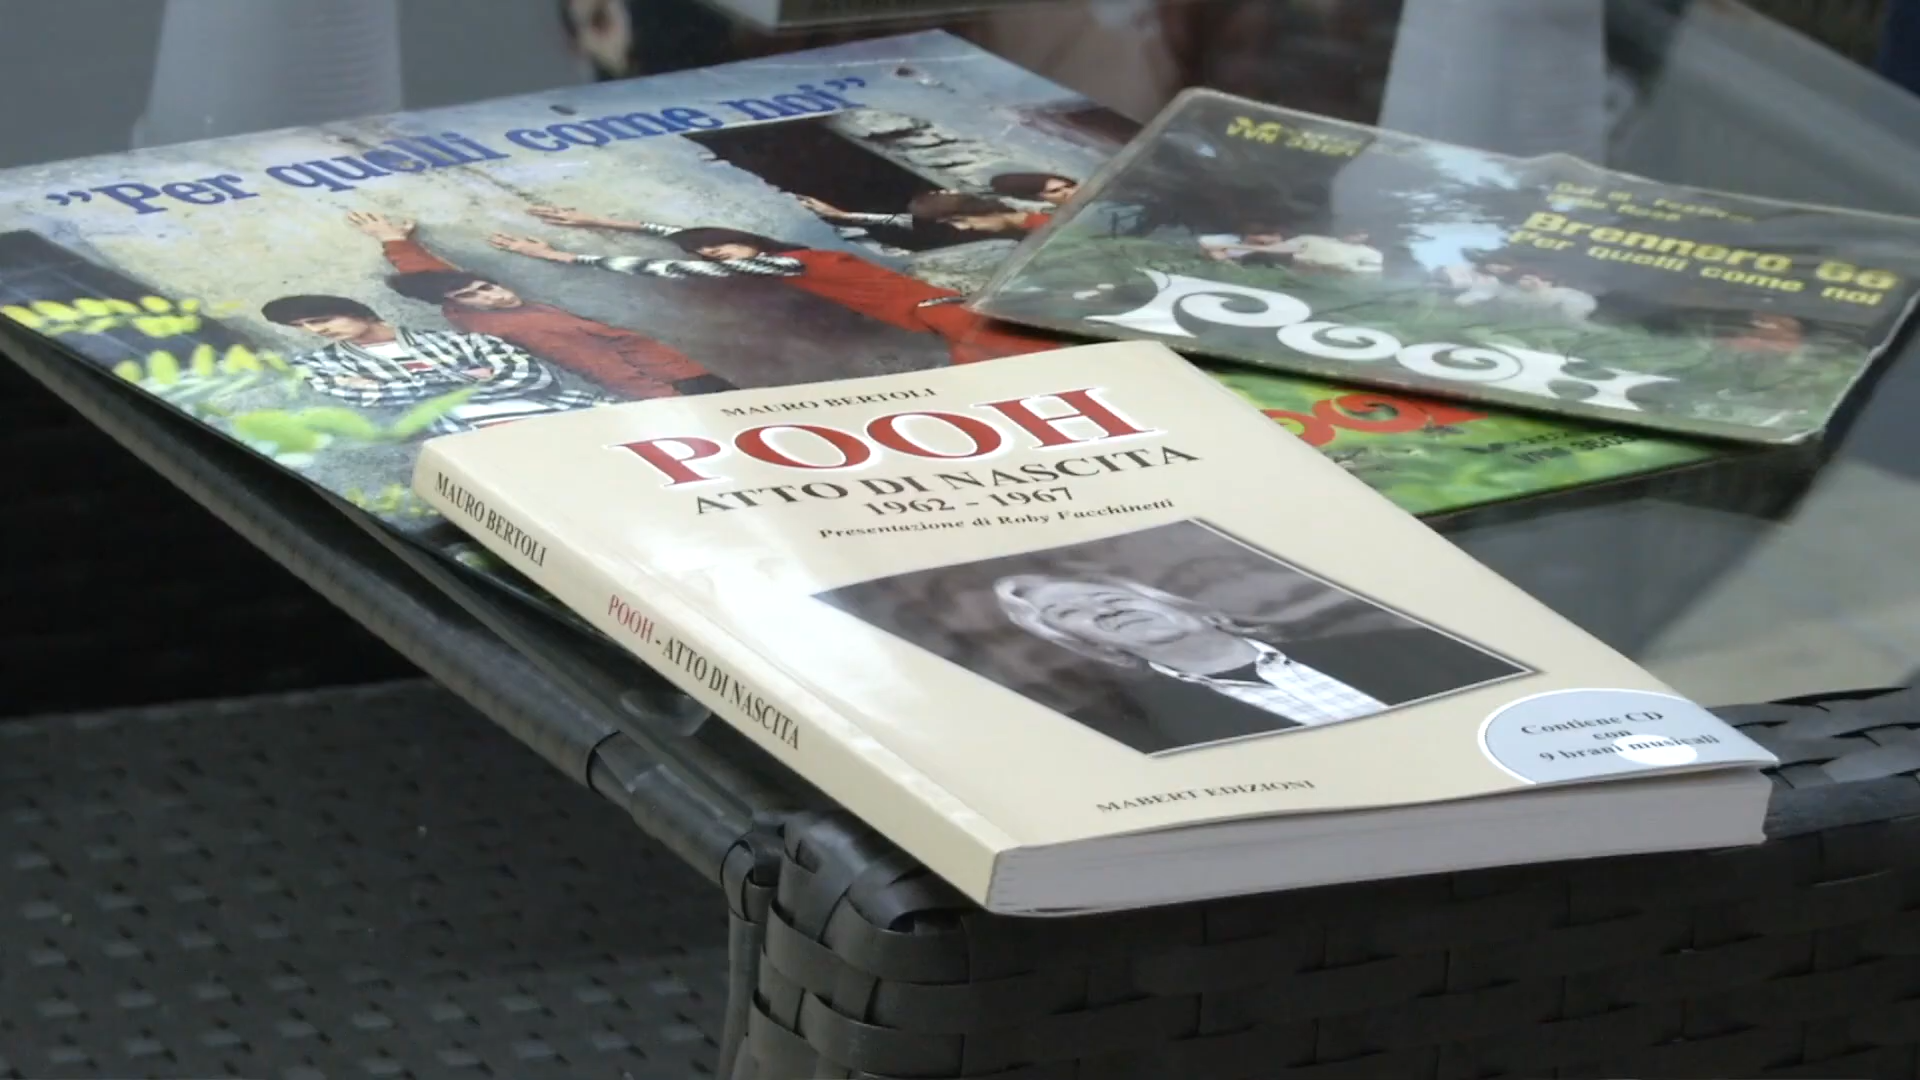 "Per quelli come noi"
Brennero 66
Per quelli come noi
POOH
MAURO BERTOLI
POOH
ATTO DI NASCITA
1962 - 1967
Presentazione di Roby Facchinetti
Contiene CD
con
9 brani musicali
MABERT EDIZIONI
MAURO BERTOLI
POOH - ATTO DI NASCITA